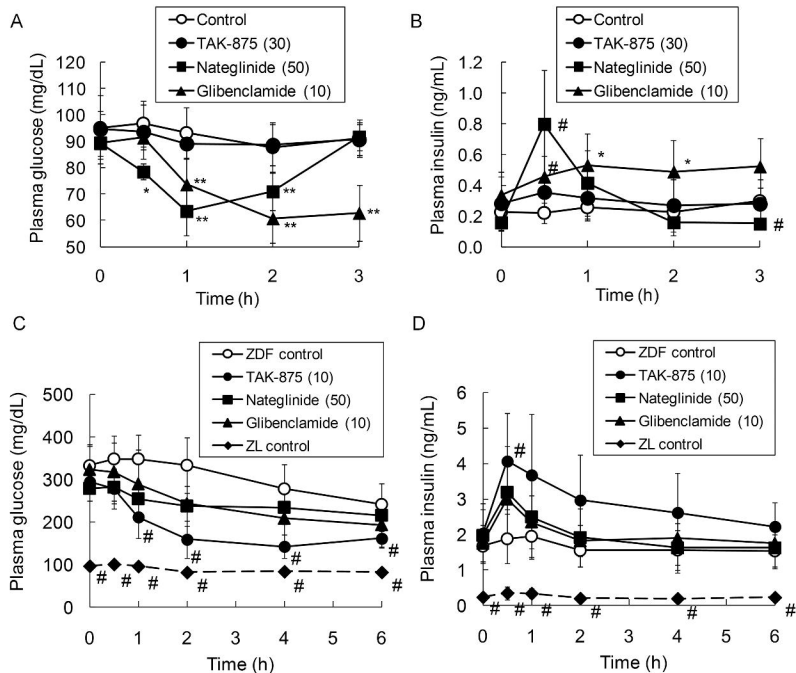 A
Control
TAK-875 (30)
Nateglinide (50)
Glibenclamide (10)
Plasma glucose (mg/dL)
120
110
100
90
80
70
60
50
*
**
**
**
**
**
0
1
2
3
Time (h)
B
Control
TAK-875 (30)
Nateglinide (50)
Glibenclamide (10)
Plasma insulin (ng/mL)
1.2
1.0
0.8
0.6
0.4
0.2
0.0
#
#
*
*
#
0
1
2
3
Time (h)
C
ZDF control
TAK-875 (10)
Nateglinide (50)
Glibenclamide (10)
ZL control
Plasma glucose (mg/dL)
500
400
300
200
100
00
#
#
#
#
# # # # # #
0
1
2
3
4
5
6
Time (h)
D
ZDF control
TAK-875 (10)
Nateglinide (50)
Glibenclamide (10)
ZL control
Plasma insulin (ng/mL)
6
5
4
3
2
1
0
#
# # # # # #
0
1
2
3
4
5
6
Time (h)